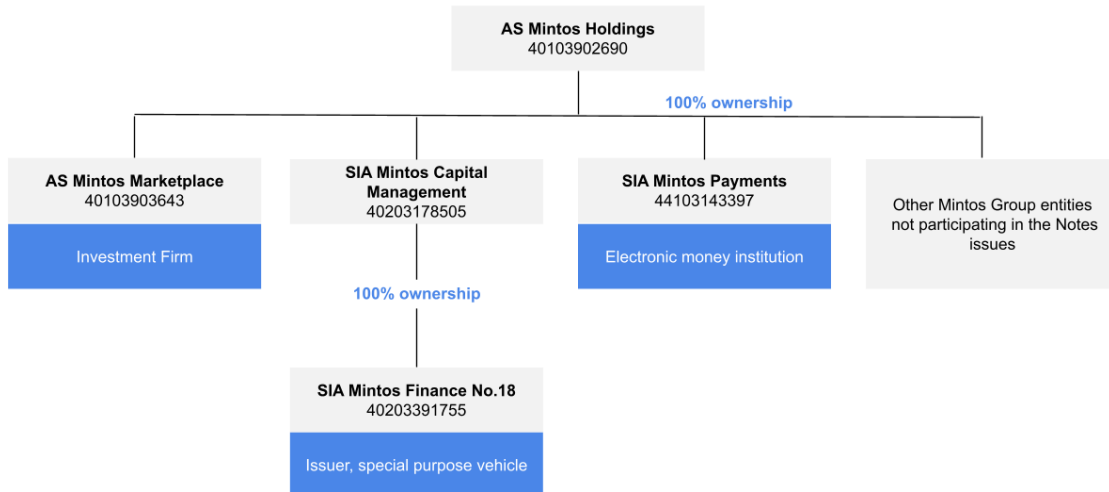 AS Mintos Holdings
40103902690
100% ownership
AS Mintos Marketplace
40103903643
Investment Firm
SIA Mintos Capital
Management
40203178505
SIA Mintos Payments
44103143397
Electronic money institution
Other Mintos Group entities
not participating in the Notes
issues
100% ownership
SIA Mintos Finance No.18
40203391755
Issuer, special purpose vehicle